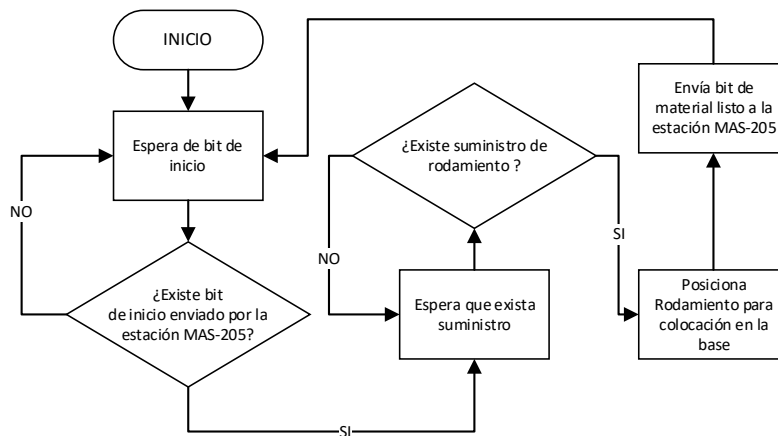 INICIO
Espera de bit de
inicio
NO
¿Existe bit
de inicio enviado por la
estación MAS-205?
SI
¿Existe suministro de
rodamiento ?
NO
Espera que exista
suministro
SI
Envía bit de
material listo a la
estación MAS-205
Posiciona
Rodamiento para
colocación en la
base